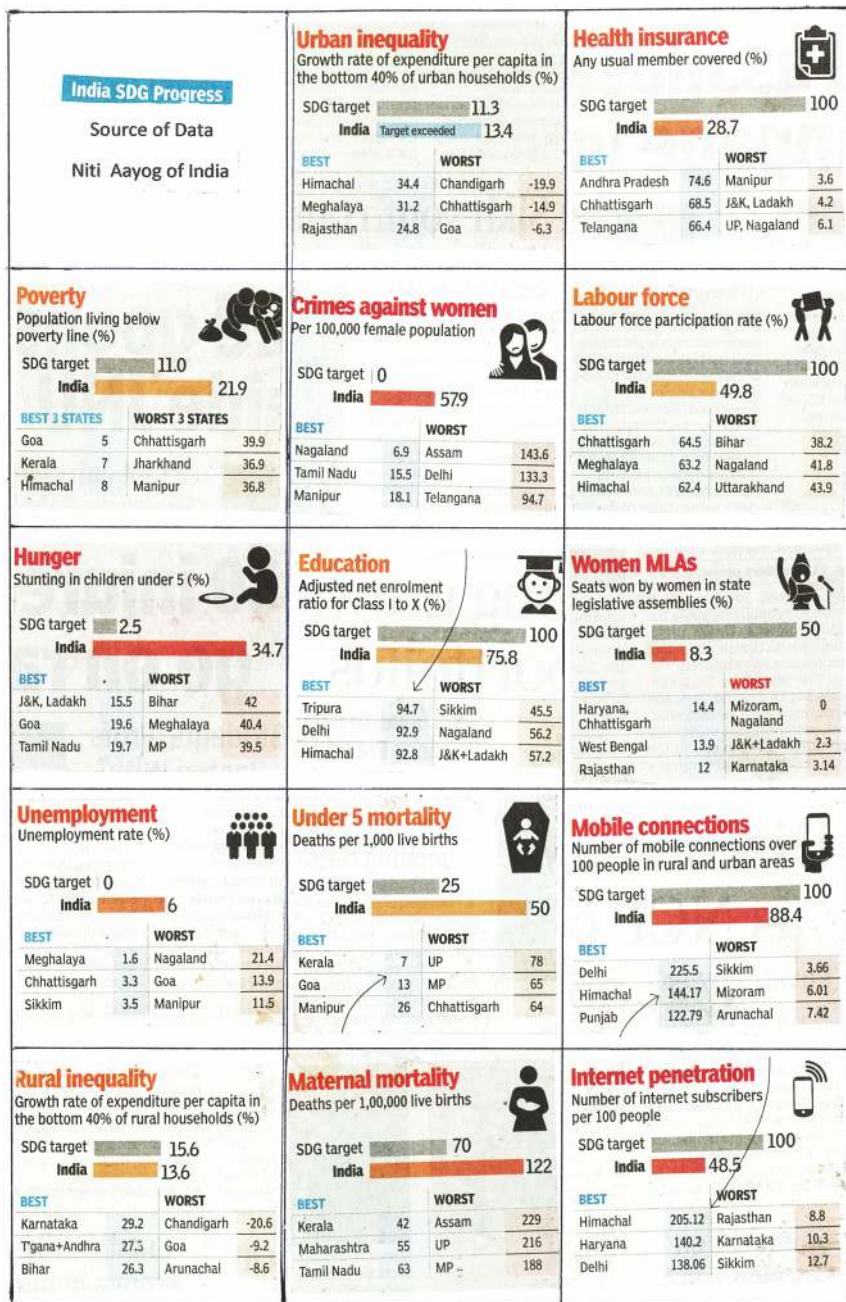 India SDG Progress
Source of Data
Niti Aayog of India
Urban inequality
Growth rate of expenditure per capita in
the bottom 40% of urban households (%)
SDG target 11.3
India Target exceeded 13.4
BEST WORST
Himachal 34.4 Chandigarh -19.9
Meghalaya 31.2 Chhattisgarh -14.9
Rajasthan 24.8 Goa -6.3
Health insurance
Any usual member covered (%)
SDG target 100
India 28.7
BEST WORST
Andhra Pradesh 74.6 Manipur 3.6
Chhattisgarh 68.5 J&K, Ladakh 4.2
Telangana 66.4 UP, Nagaland 6.1
Poverty
Population living below
poverty line (%)
SDG target 11.0
India 21.9
BEST 3 STATES WORST 3 STATES
Goa 5 Chhattisgarh 39.9
Kerala 7 Jharkhand 36.9
Himachal 8 Manipur 36.8
Crimes against women
Per 100,000 female population
SDG target 0
India 57.9
BEST WORST
Nagaland 6.9 Assam 143.6
Tamil Nadu 15.5 Delhi 133.3
Manipur 18.1 Telangana 94.7
Labour force
Labour force participation rate (%)
SDG target 100
India 49.8
BEST WORST
Chhattisgarh 64.5 Bihar 38.2
Meghalaya 63.2 Nagaland 41.8
Himachal 62.4 Uttarakhand 43.9
Hunger
Stunting in children under 5 (%)
SDG target 2.5
India 34.7
BEST WORST
J&K, Ladakh 15.5 Bihar 42
Goa 19.6 Meghalaya 40.4
Tamil Nadu 19.7 MP 39.5
Education
Adjusted net enrolment
ratio for Class I to X (%)
SDG target 100
India 75.8
BEST WORST
Tripura 94.7 Sikkim 45.5
Delhi 92.9 Nagaland 56.2
Himachal 92.8 J&K+Ladakh 57.2
Women MLAs
Seats won by women in state
legislative assemblies (%)
SDG target 50
India 8.3
BEST WORST
Haryana, 14.4 Mizoram, 0
Chhattisgarh Nagaland
West Bengal 13.9 J&K+Ladakh 2.3
Rajasthan 12 Karnataka 3.14
Unemployment
Unemployment rate (%)
SDG target 0
India 6
BEST WORST
Meghalaya 1.6 Nagaland 21.4
Chhattisgarh 3.3 Goa 13.9
Sikkim 3.5 Manipur 11.5
Under 5 mortality
Deaths per 1,000 live births
SDG target 25
India 50
BEST WORST
Kerala 7 UP 78
Goa 13 MP 65
Manipur 26 Chhattisgarh 64
Mobile connections
Number of mobile connections over
100 people in rural and urban areas
SDG target 100
India 88.4
BEST WORST
Delhi 225.5 Sikkim 3.66
Himachal 144.17 Mizoram 6.01
Punjab 122.79 Arunachal 7.42
Rural inequality
Growth rate of expenditure per capita in
the bottom 40% of rural households (%)
SDG target 15.6
India 13.6
BEST WORST
Karnataka 29.2 Chandigarh -20.6
T'gana+Andhra 27.3 Goa -9.2
Bihar 26.3 Arunachal -8.6
Maternal mortality
Deaths per 1,00,000 live births
SDG target 70
India 122
BEST WORST
Kerala 42 Assam 229
Maharashtra 55 UP 216
Tamil Nadu 63 MP 188
Internet penetration
Number of internet subscribers
per 100 people
SDG target 100
India 48.5
BEST WORST
Himachal 205.12 Rajasthan 8.8
Haryana 140.2 Karnataka 10.3
Delhi 138.06 Sikkim 12.7